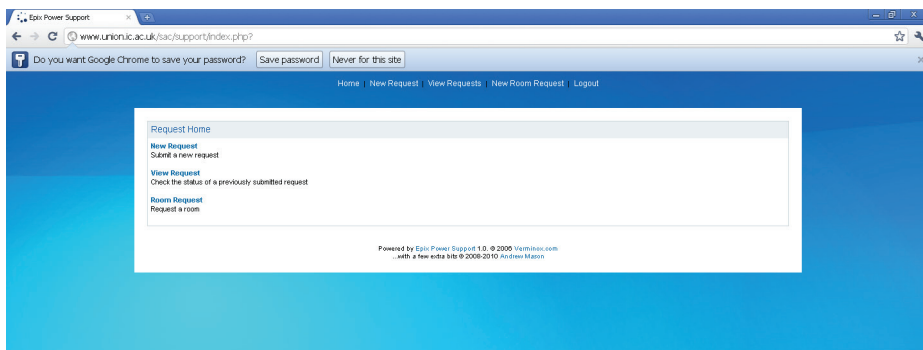 Epix Power Support
www.union.ic.ac.uk/sac/support/index.php?
Do you want Google Chrome to save your password? Save password Never for this site
Home | New Request | View Requests | New Room Request | Logout
Request Home
New Request
Submit a new request
View Request
Check the status of a previously submitted request
Room Request
Request a room
Powered by Epix Power Support 1.0. © 2006 Verminox.com
...with a few extra bits © 2008-2010 Andrew Mason